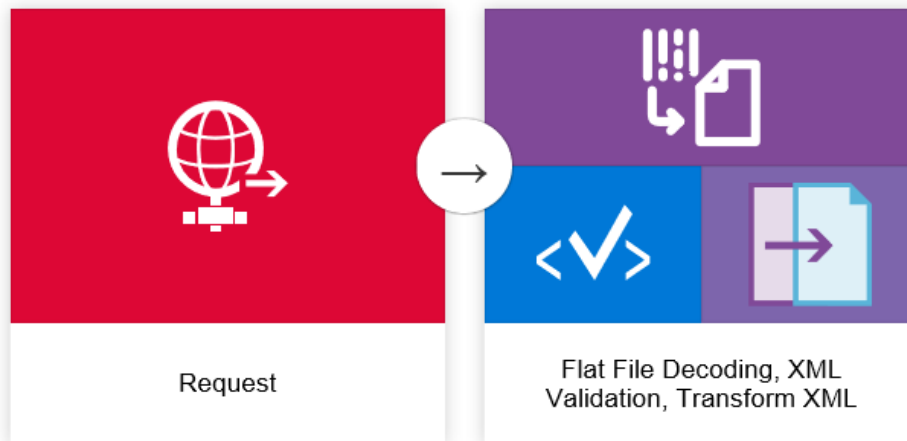 Request
Flat File Decoding, XML
Validation, Transform XML